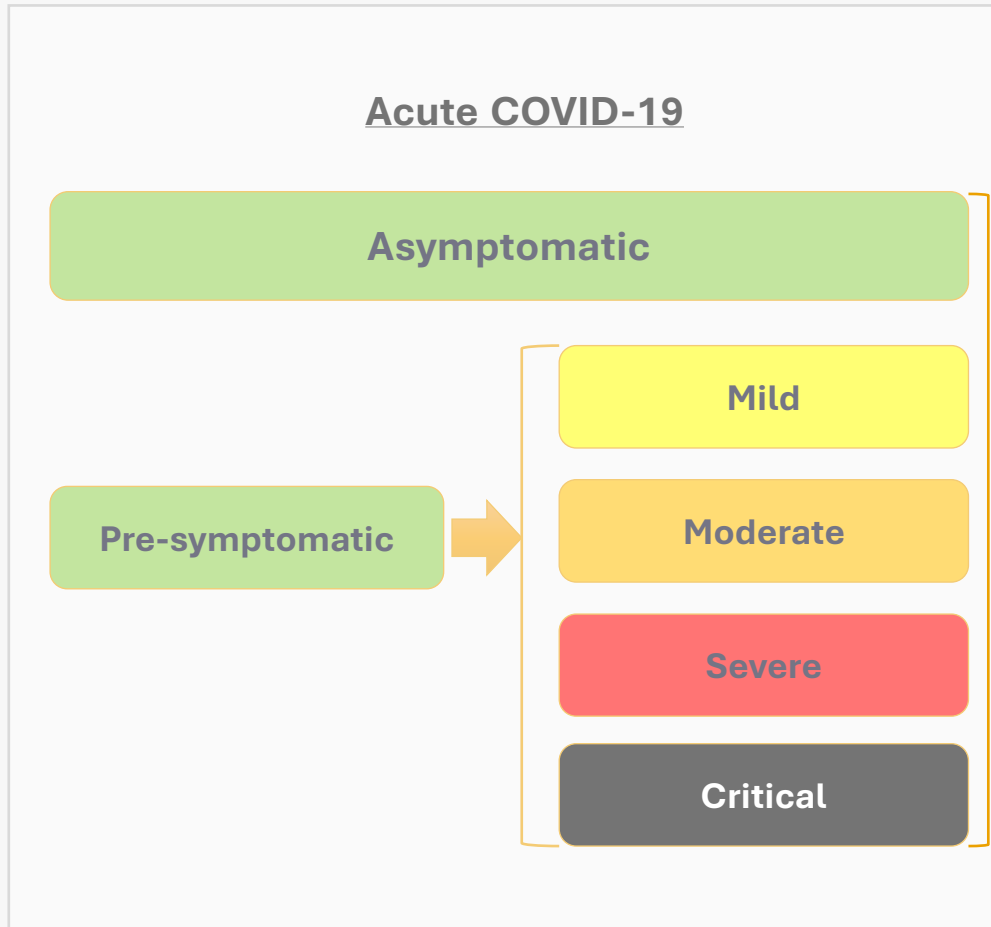 Acute COVID-19
Asymptomatic
Mild
Moderate
Pre-symptomatic
Severe
Critical